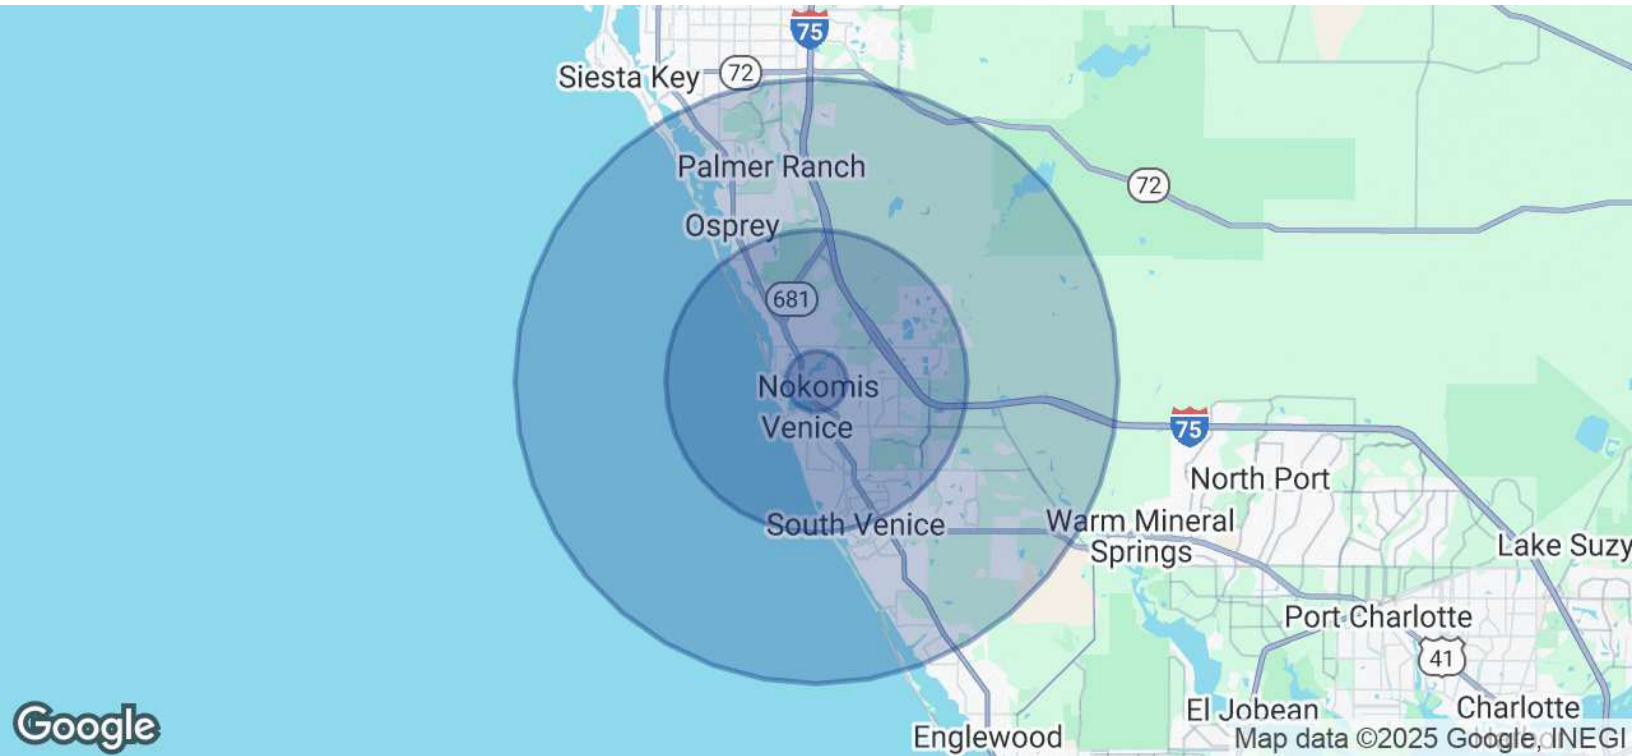 75
Siesta Key
72
Palmer Ranch
72
Osprey
681
Nokomis
Venice
75
North Port
South Venice
Warm Mineral
Springs
Lake Suzy
Port Charlotte
41
El Jobean
Charlotte
Englewood
Google
Map data ©2025 Google, INEGI